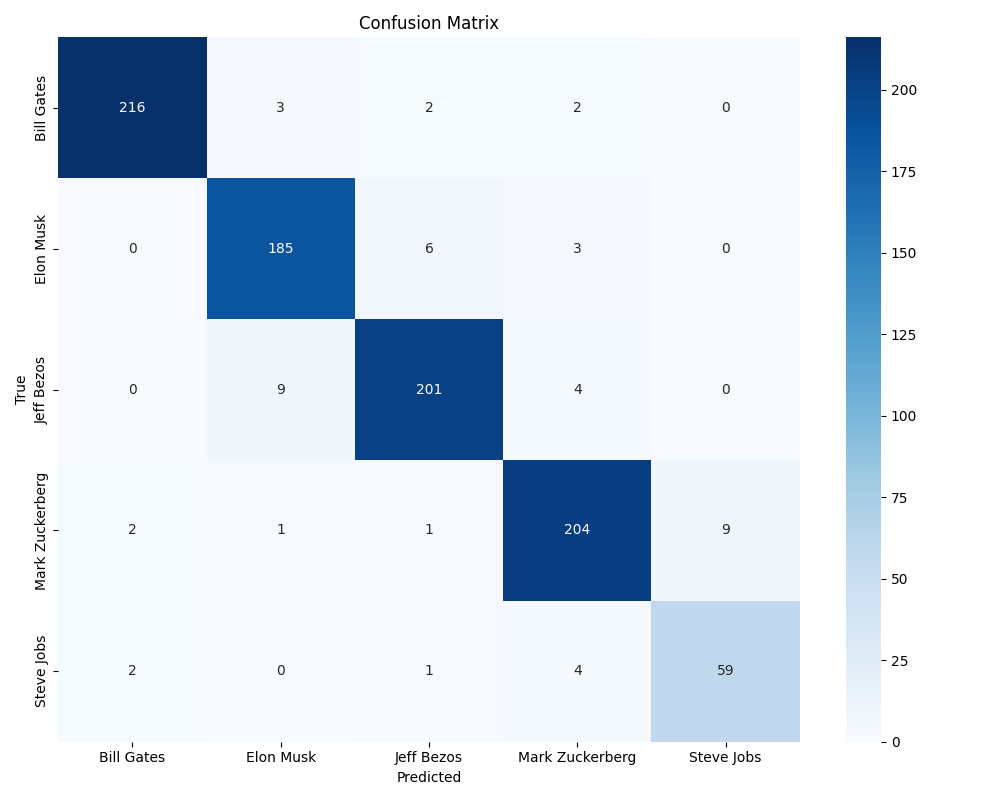 Confusion Matrix
Bill Gates 216 3 2 2 0
Elon Musk 0 185 6 3 0
Jeff Bezos 0 9 201 4 0
Mark Zuckerberg 2 1 1 204 9
Steve Jobs 2 0 1 4 59
True
Bill Gates Elon Musk Jeff Bezos Mark Zuckerberg Steve Jobs
Predicted
200
175
150
125
100
75
50
25
0